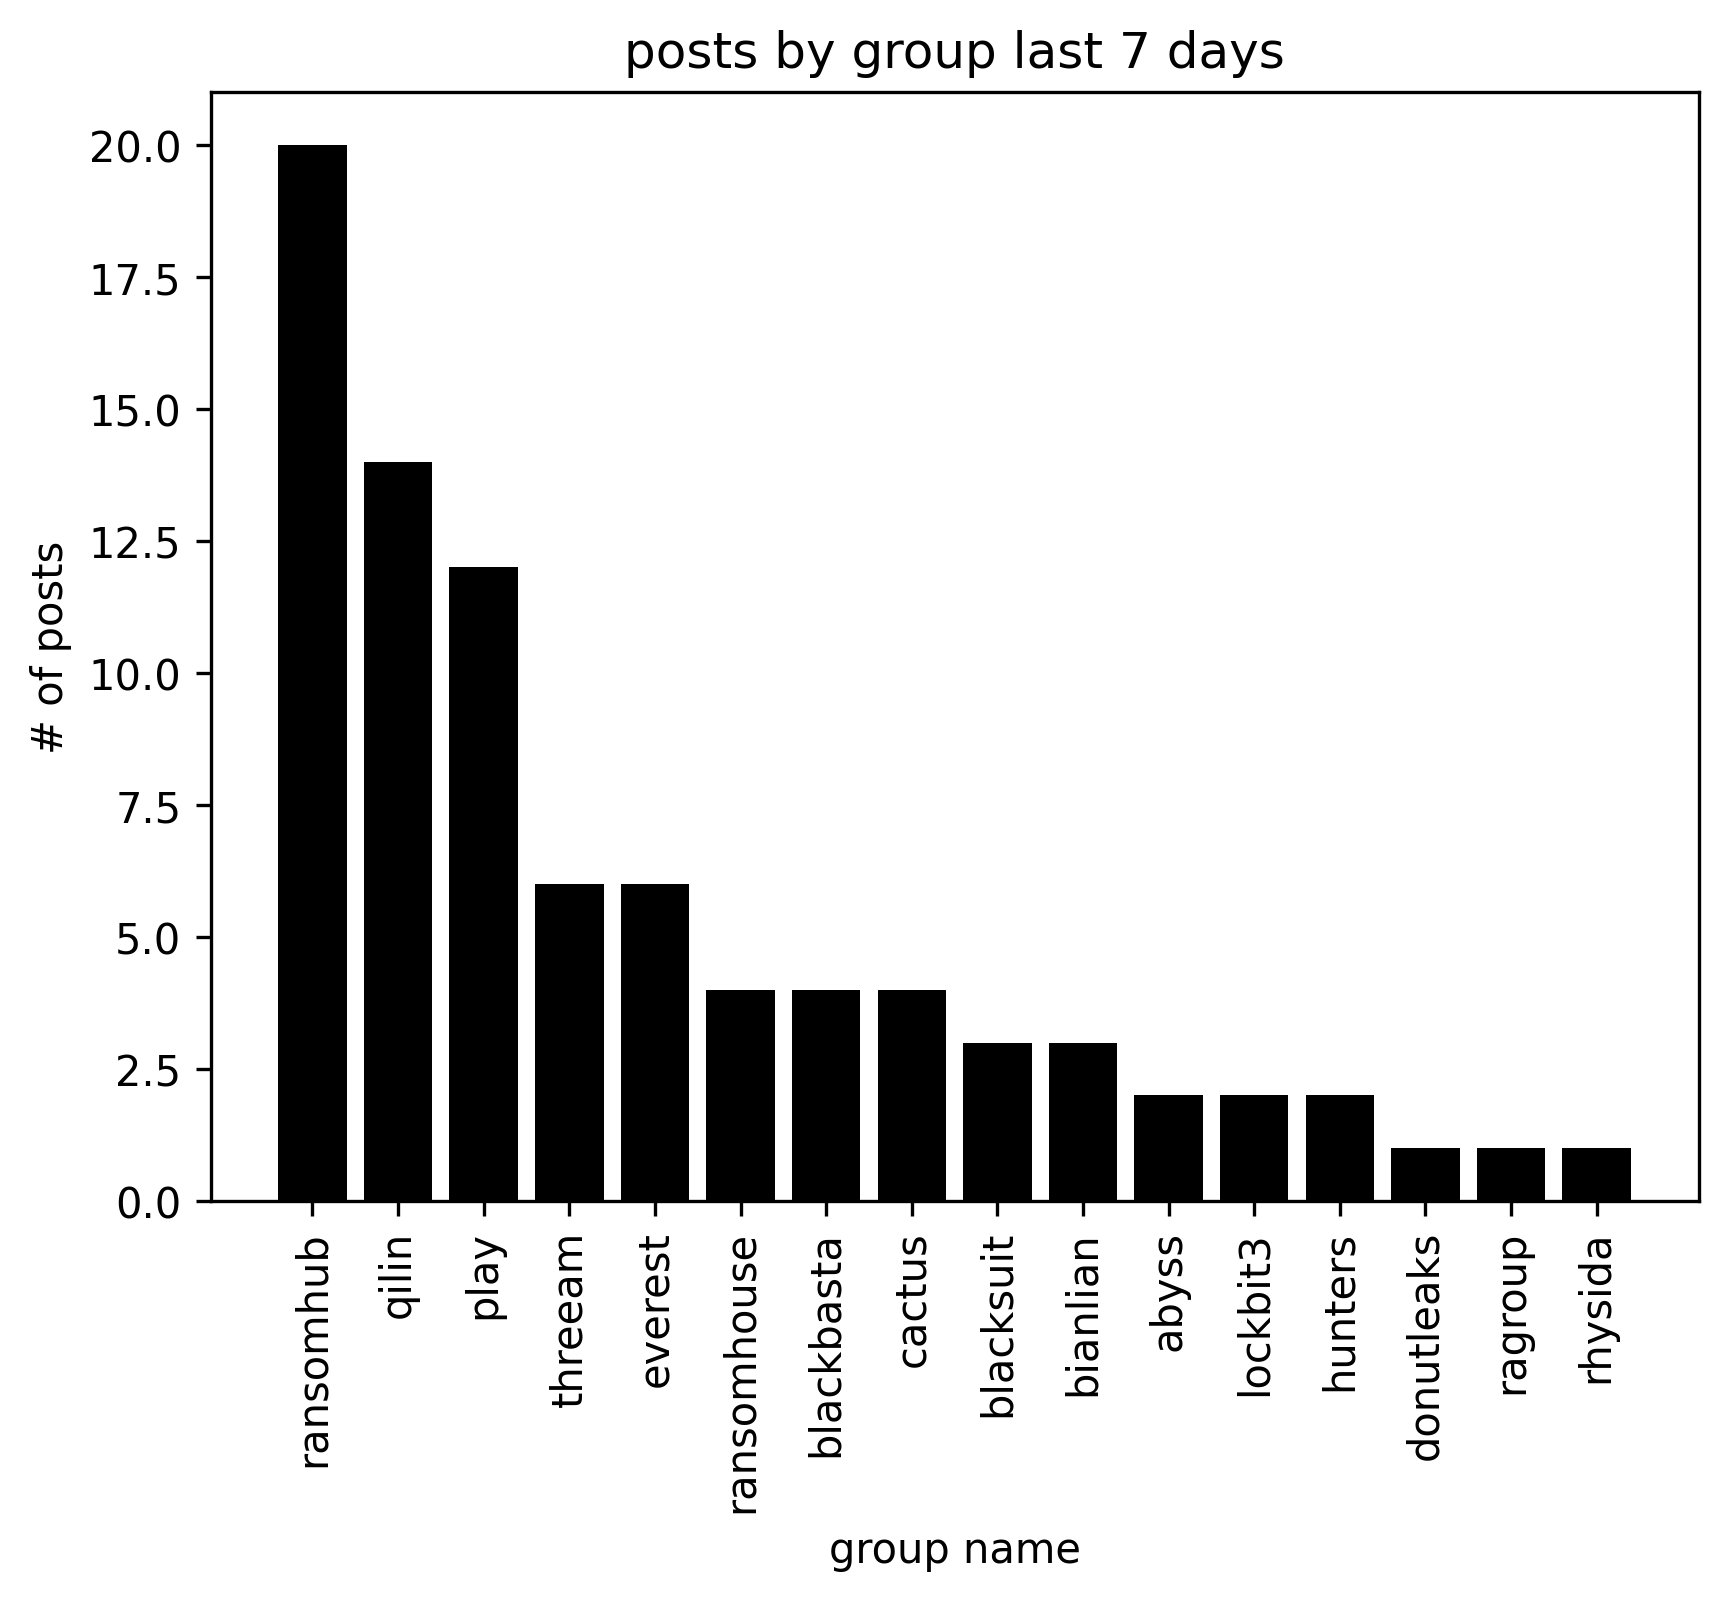 posts by group last 7 days
20.0
17.5
15.0
12.5
10.0
7.5
5.0
2.5
0.0
# of posts
ransomhub
qilin
play
threeam
everest
ransomhouse
blackbasta
cactus
blacksuit
bianlian
abyss
lockbit3
hunters
donutleaks
ragroup
rhysida
group name